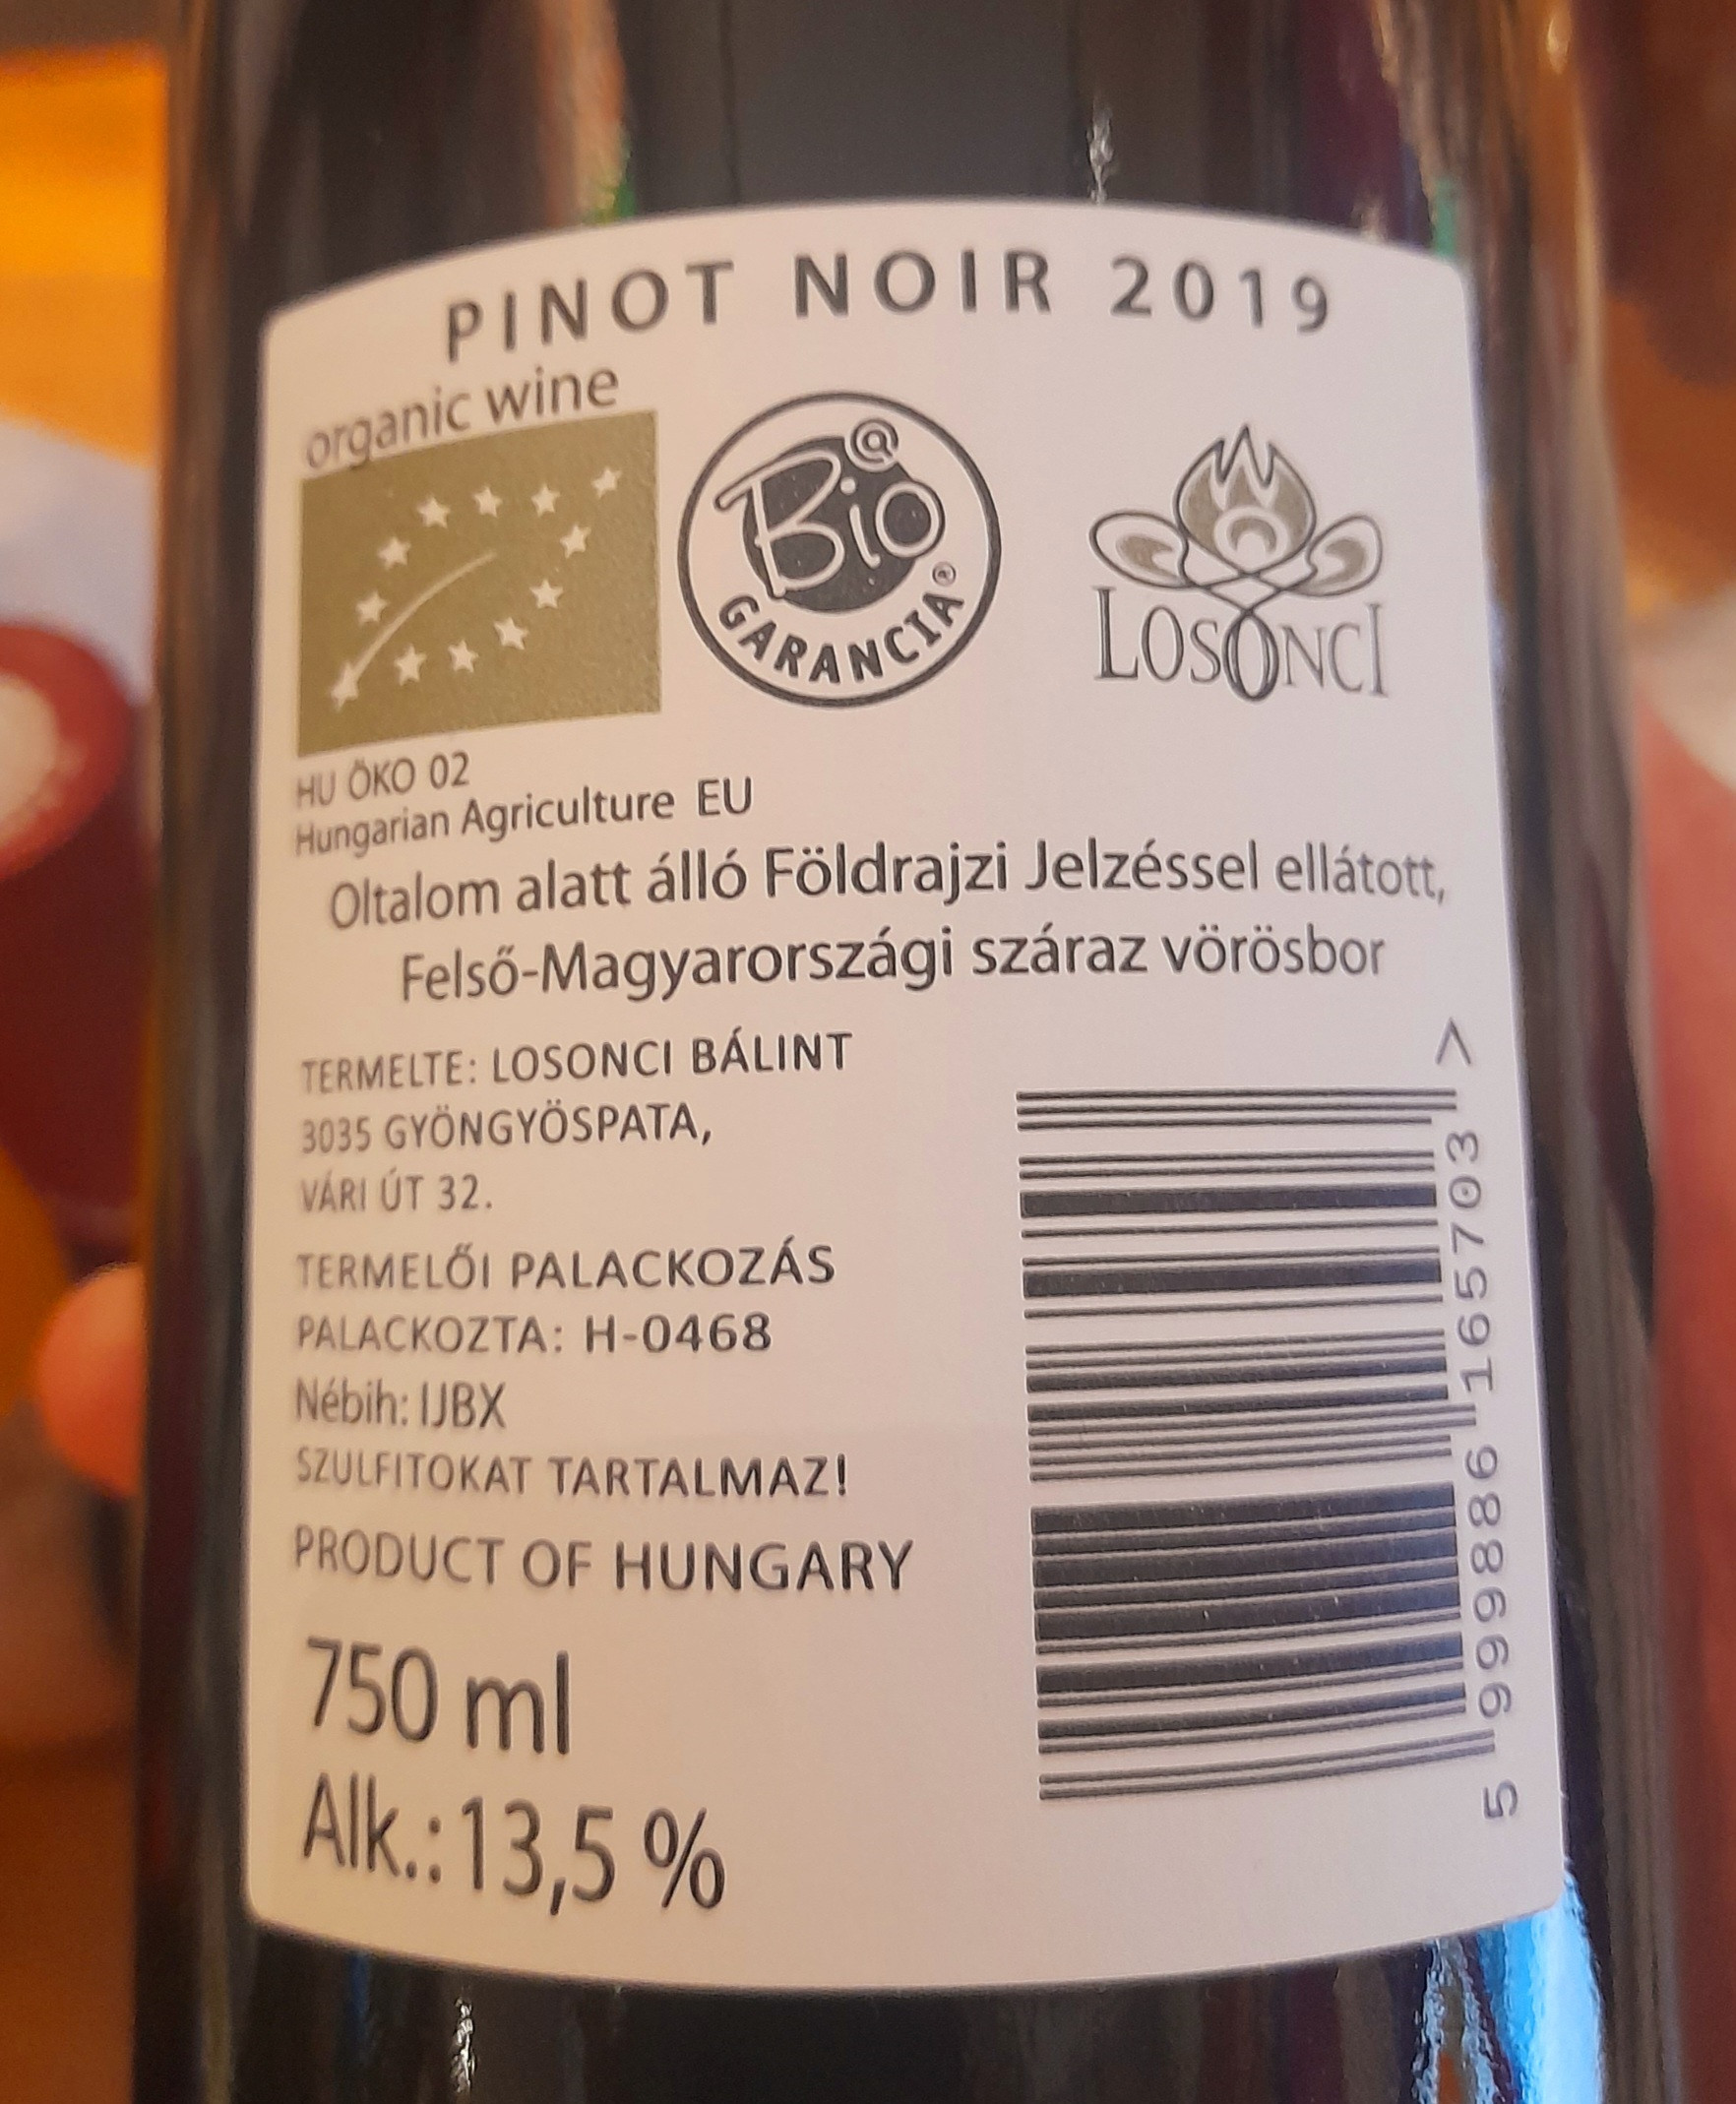 PINOT NOIR 2019
organic wine
Bio@
GARANCIA®
LOSONCI
HU ÖKO 02
Hungarian Agriculture EU
Oltalom alatt álló Földrajzi Jelzéssel ellátott,
Felső-Magyarországi száraz vörösbor
TERMELTE: LOSONCI BÁLINT
3035 GYÖNGYÖSPATA,
VÁRI ÚT 32.
TERMELŐI PALACKOZÁS
PALACKOZTA: H-0468
Nébih: IJBX
SZULFITOKAT TARTALMAZ!
PRODUCT OF HUNGARY
750 ml
Alk.: 13,5 %
5 999886 165703 >